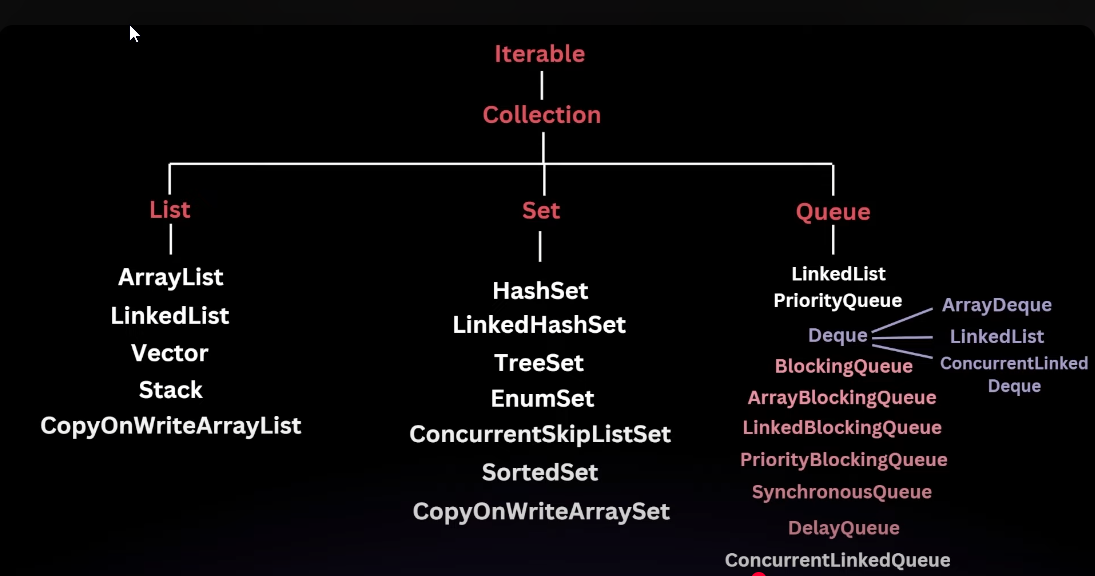 Iterable
Collection
List
Set
Queue
ArrayList
LinkedList
Vector
Stack
CopyOnWriteArrayList
HashSet
LinkedHashSet
TreeSet
EnumSet
ConcurrentSkipListSet
SortedSet
CopyOnWriteArraySet
LinkedList
PriorityQueue
Deque
ArrayDeque
LinkedList
ConcurrentLinked
Deque
BlockingQueue
ArrayBlockingQueue
LinkedBlockingQueue
PriorityBlockingQueue
SynchronousQueue
DelayQueue
ConcurrentLinkedQueue